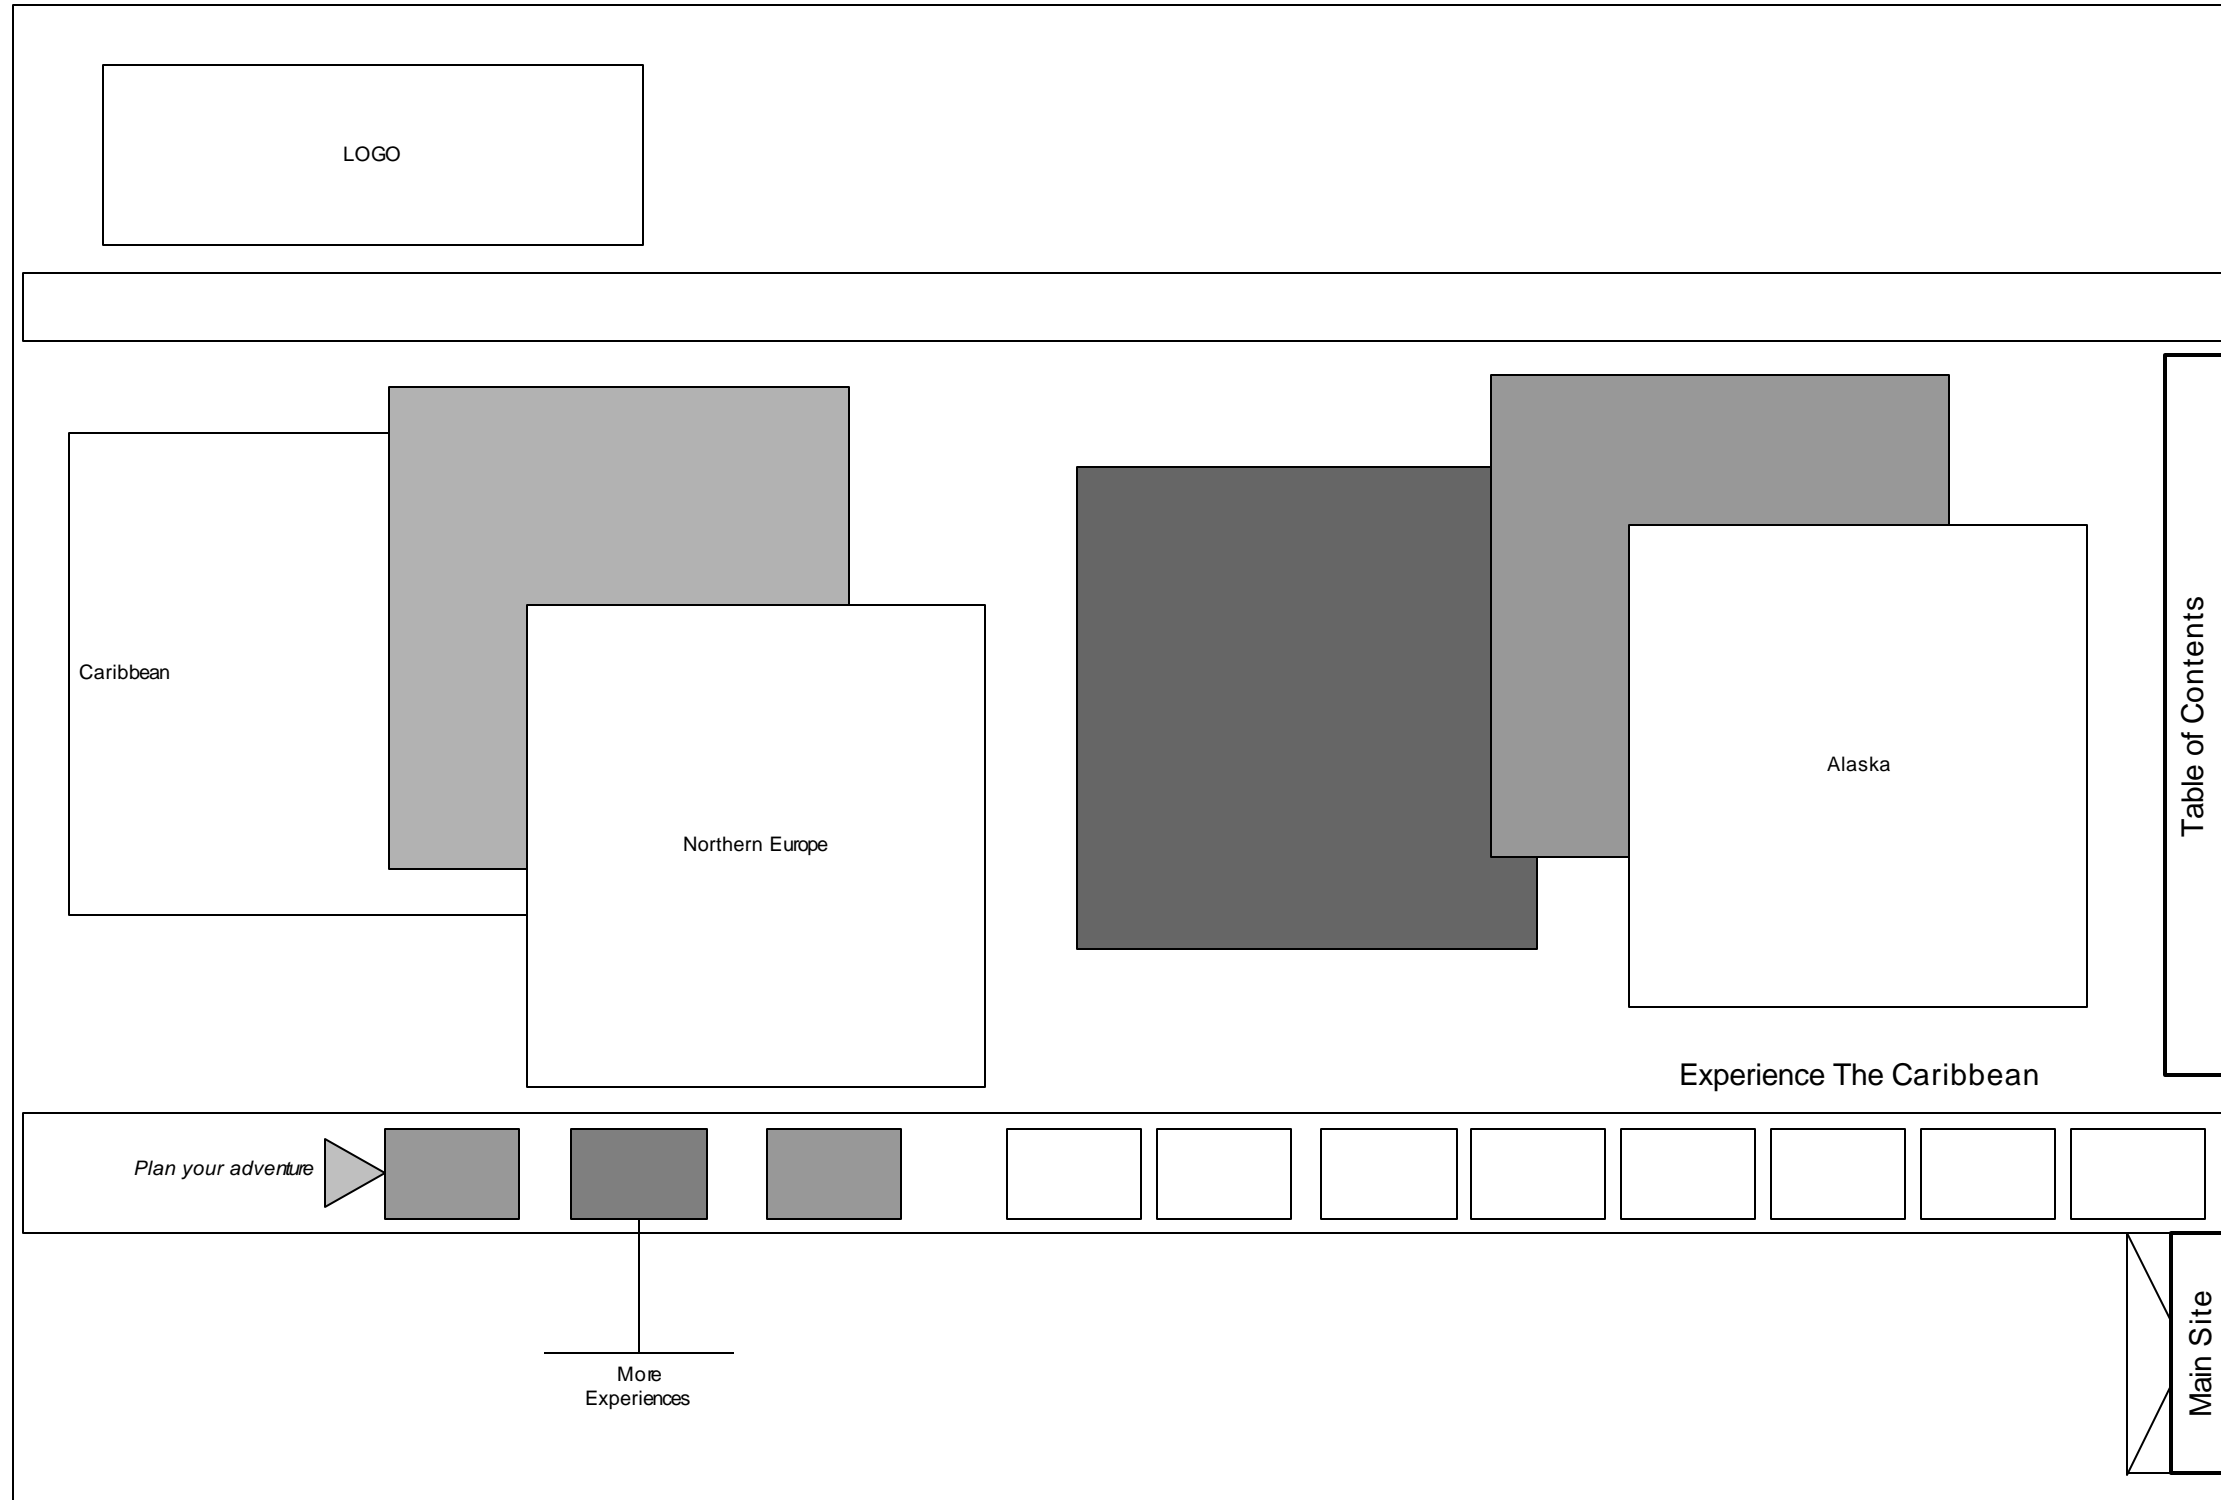 LOGO
Caribbean
Northern Europe
Alaska
Table of Contents
Experience The Caribbean
Plan your adventure
More
Experiences
Main Site